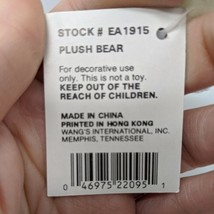 STOCK # EA1915
PLUSH BEAR
For decorative use
only. This is not a toy.
KEEP OUT OF THE
REACH OF CHILDREN.
MADE IN CHINA
PRINTED IN HONG KONG
WANG'S INTERNATIONAL, INC.
MEMPHIS, TENNESSEE
0 46975 22095 1